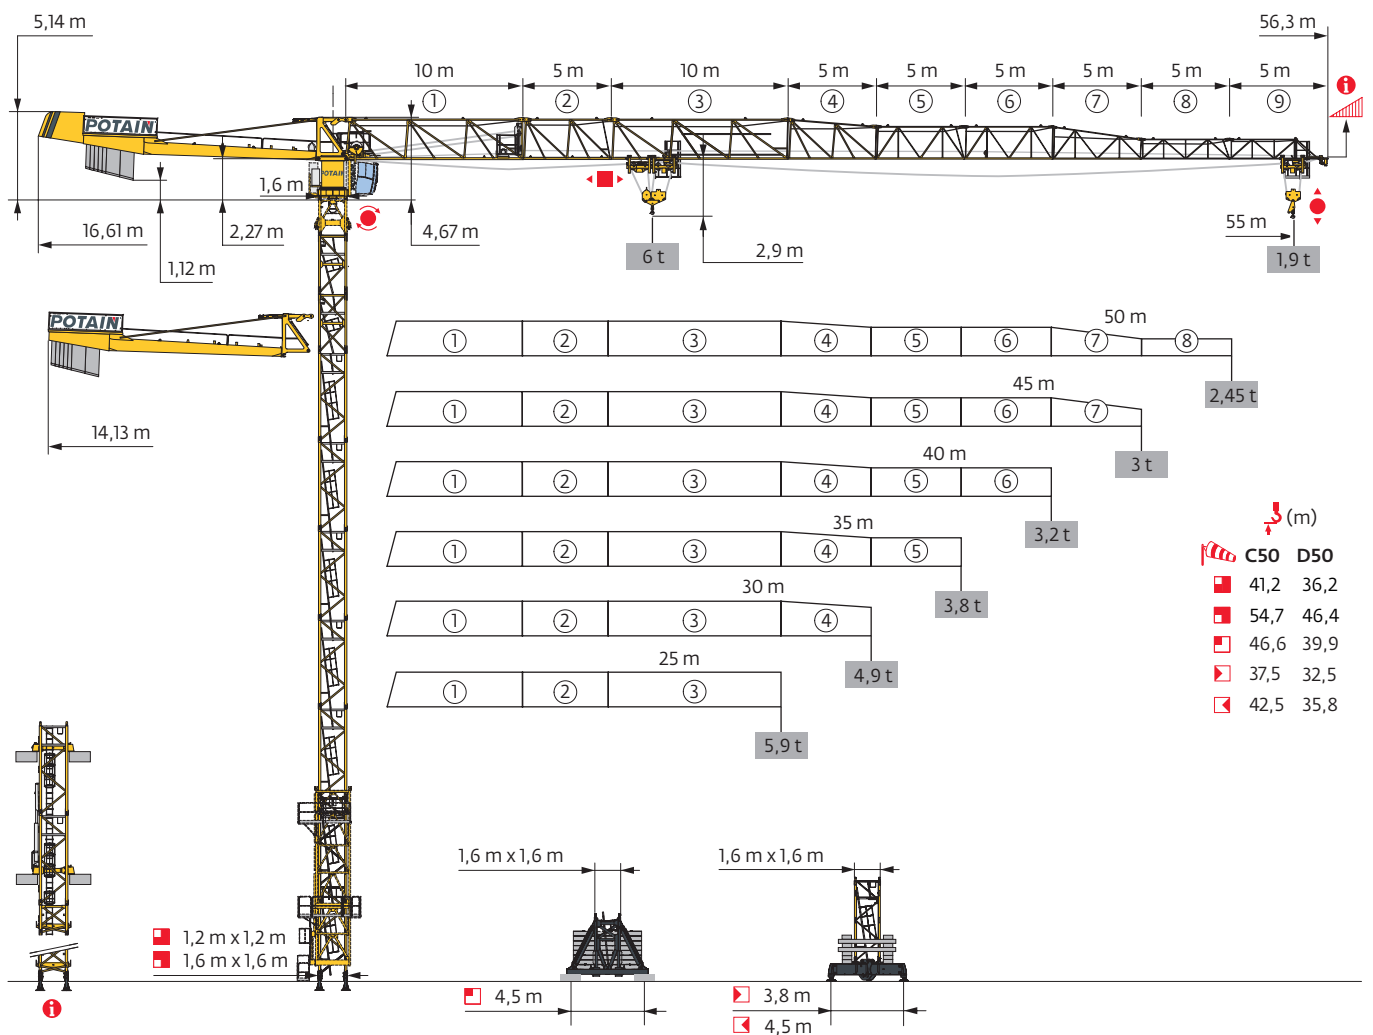 5,14 m
56,3 m
10 m 5 m 10 m 5 m 5 m 5 m 5 m 5 m 5 m
① ② ③ ④ ⑤ ⑥ ⑦ ⑧ ⑨
i
POTAIN
POTAIN
1,6 m
16,61 m
2,27 m
4,67 m
55 m
1,12 m
6 t
2,9 m
1,9 t
POTAIN
50 m
① ② ③ ④ ⑤ ⑥ ⑦ ⑧
2,45 t
45 m
① ② ③ ④ ⑤ ⑥ ⑦
14,13 m
3 t
40 m
① ② ③ ④ ⑤ ⑥
3,2 t
35 m
① ② ③ ④ ⑤
3,8 t
30 m
① ② ③ ④
4,9 t
25 m
① ② ③
5,9 t
(m)
C50 D50
41,2 36,2
54,7 46,4
46,6 39,9
37,5 32,5
42,5 35,8
1,6 m x 1,6 m
1,6 m x 1,6 m
1,2 m x 1,2 m
1,6 m x 1,6 m
i
4,5 m
3,8 m
4,5 m